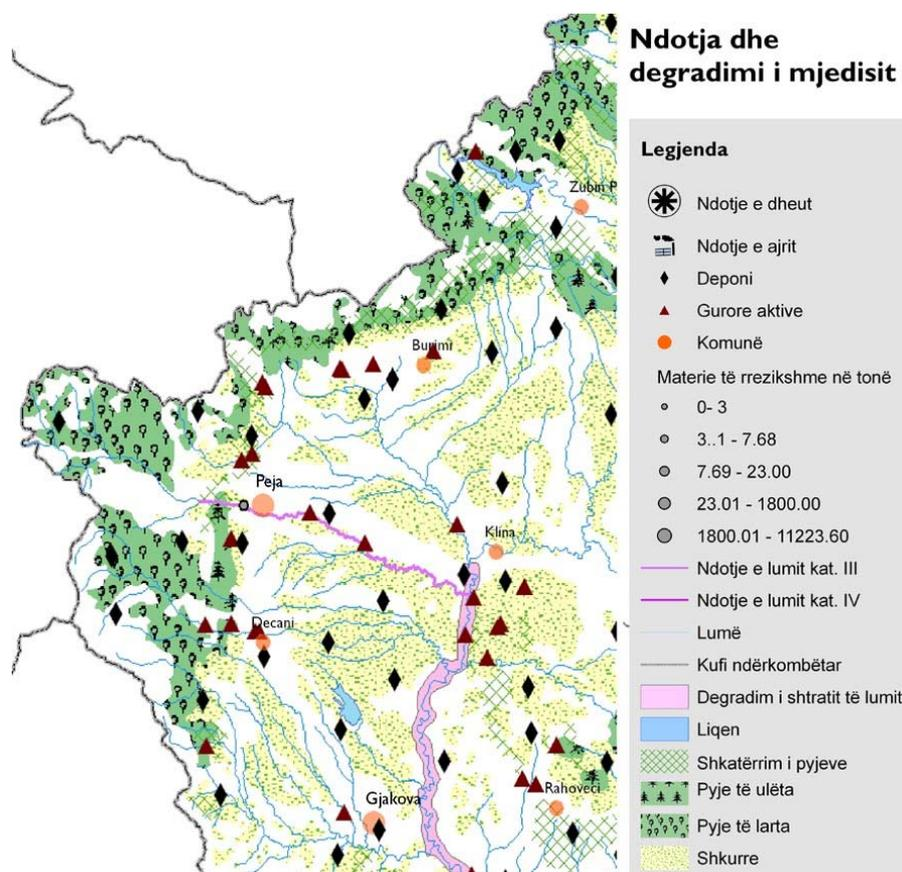 Ndotja dhe
degradimi i mjedisit
Legjenda
Ndotje e dheut
Ndotje e ajrit
Deponi
Gurore aktive
Komunë
Materie të rrezikshme në tonë
0- 3
3..1 - 7.68
7.69 - 23.00
23.01 - 1800.00
1800.01 - 11223.60
Ndotje e lumit kat. III
Ndotje e lumit kat. IV
Lumë
Kufi ndërkombëtar
Degradim i shtratit të lumit
Liqen
Shkatërrim i pyjeve
Pyje të ulëta
Pyje të larta
Shkurre
Zubin P
Burimi
Peja
Klina
Decani
Gjakova
Rahoveci